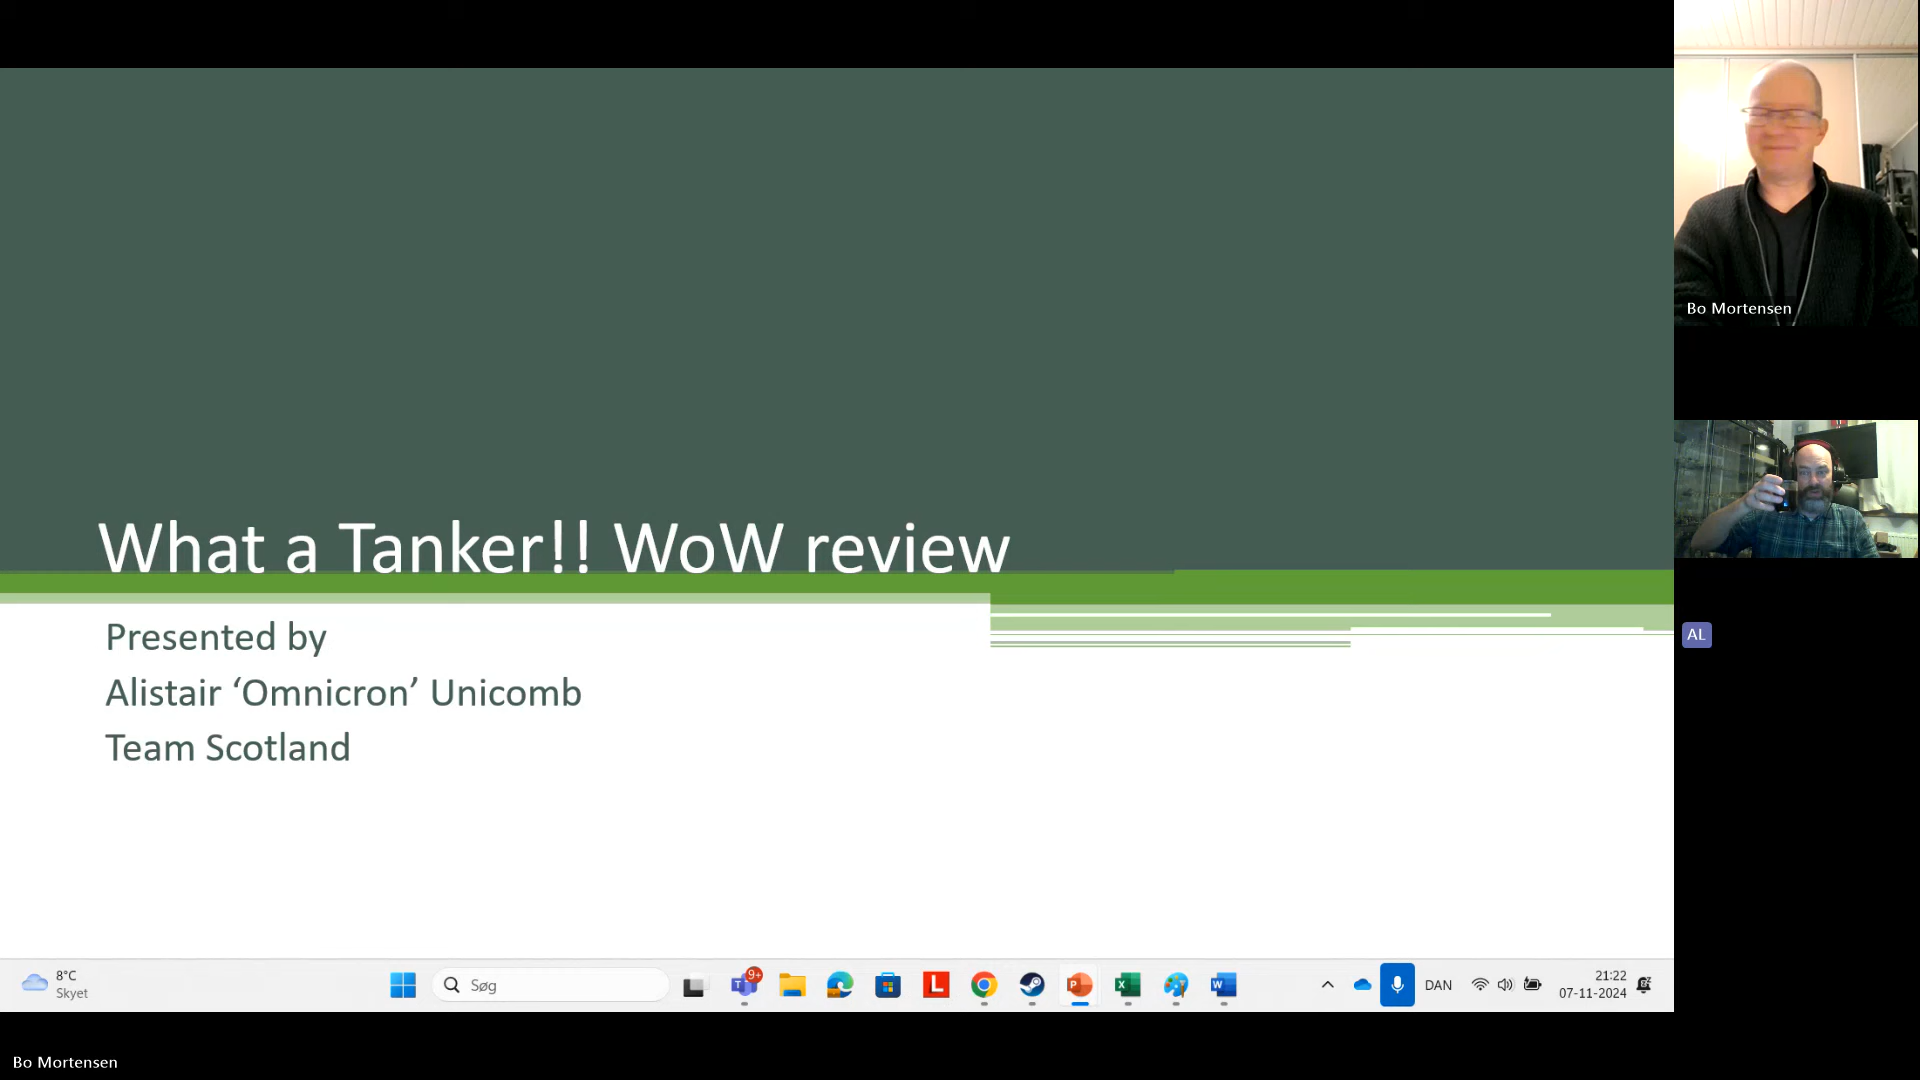 What a Tanker!! WoW review
Presented by
Alistair ‘Omnicron’ Unicomb
Team Scotland
Bo Mortensen
AL
8°C
Skyet
Søg
9+
DAN
21:22
07-11-2024
Bo Mortensen